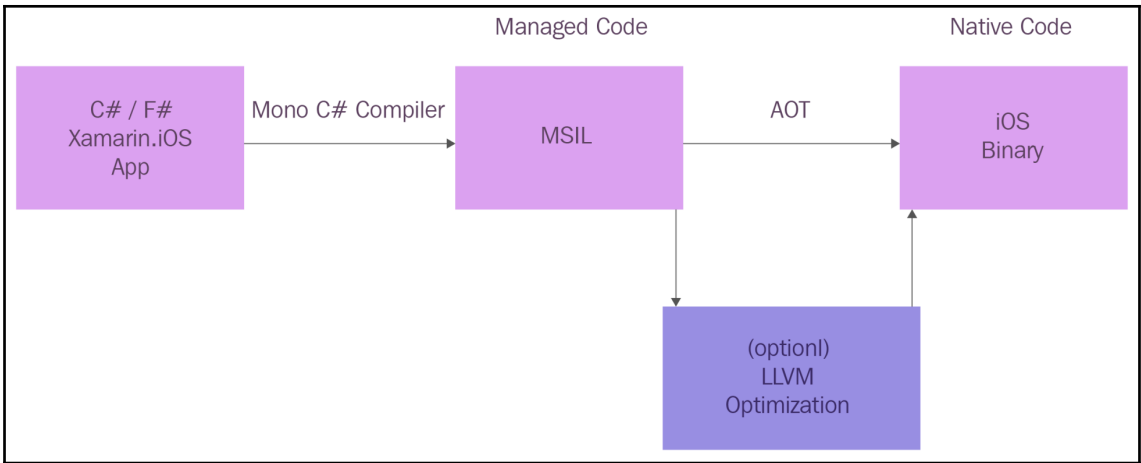 Managed Code
Native Code
C# / F#
Xamarin.iOS
App
Mono C# Compiler
MSIL
AOT
iOS
Binary
(optionl)
LLVM
Optimization